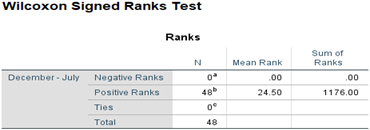 Wilcoxon Signed Ranks Test
Ranks
N Mean Rank Sum of Ranks
December - July Negative Ranks 0a .00 .00
Positive Ranks 48b 24.50 1176.00
Ties 0c
Total 48